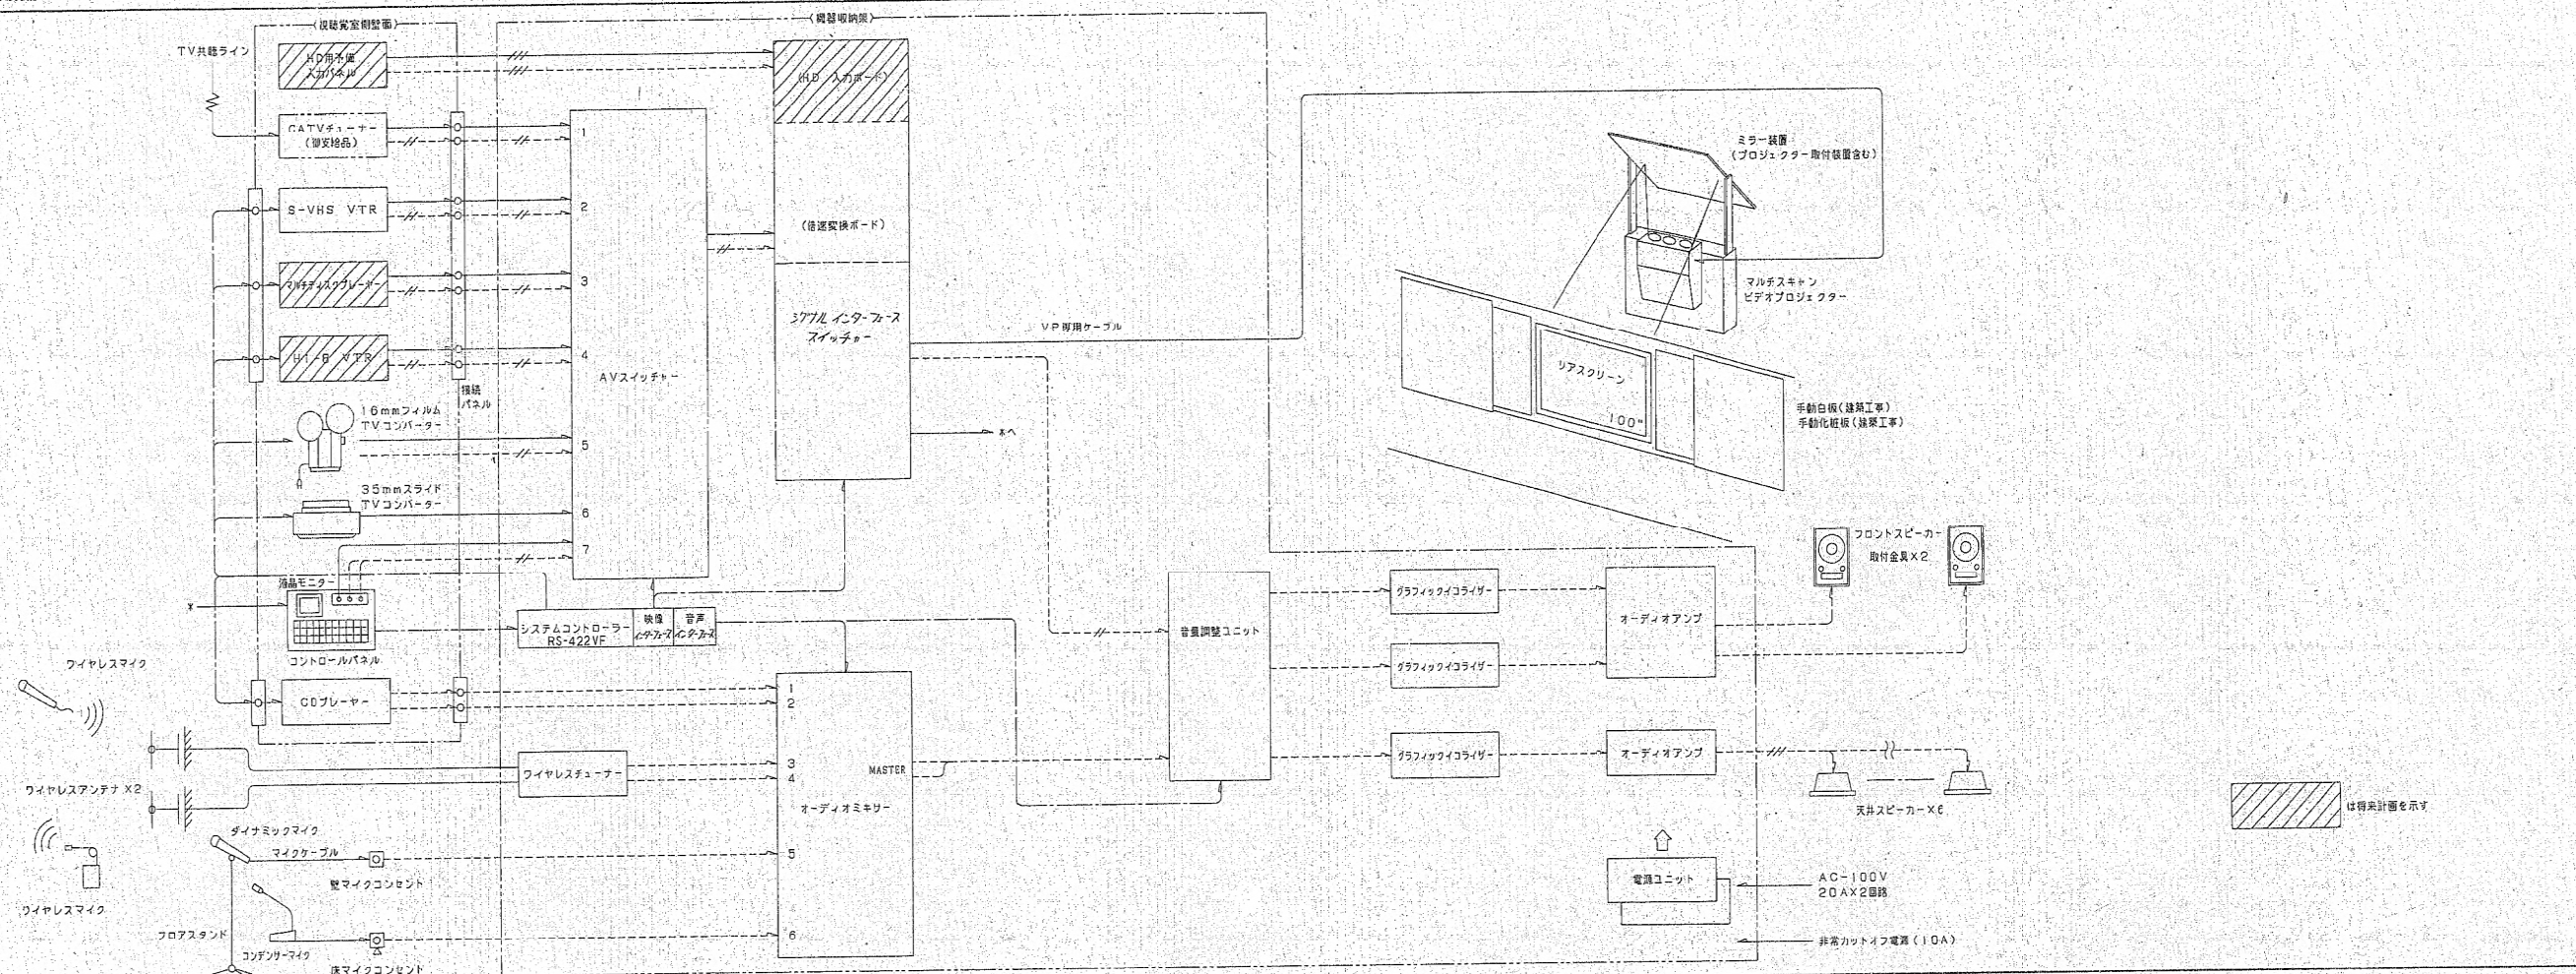 〈視聴覚室側壁面〉
〈機器収納架〉
TV共聴ライン
HD用予備
入力パネル
(HD 入力ボード)
CATVチューナー
(御支給品)
1
S-VHS VTR
2
(倍速変換ボード)
マルチディスクプレーヤー
3
シグナルインターフェース
スイッチャー
Hi-8 VTR
4
AVスイッチャー
接続
パネル
16mmフィルム
TVコンバーター
5
※へ
35mmスライド
TVコンバーター
6
7
VP専用ケーブル
ミラー装置
(プロジェクター取付装置含む)
マルチスキャン
ビデオプロジェクター
リアスクリーン
100"
手動白板(建築工事)
手動化粧板(建築工事)
液晶モニター
※
コントロールパネル
システムコントローラー
RS-422VF
映像
インターフェース
音声
インターフェース
音量調整ユニット
グラフィックイコライザー
グラフィックイコライザー
オーディオアンプ
フロントスピーカー
取付金具X2
ワイヤレスマイク
CDプレーヤー
1
2
ワイヤレスチューナー
3
4
MASTER
オーディオミキサー
グラフィックイコライザー
オーディオアンプ
天井スピーカーX6
ワイヤレスアンテナX2
ワイヤレスマイク
ダイナミックマイク
マイクケーブル
5
壁マイクコンセント
フロアスタンド
コンデンサーマイク
6
床マイクコンセント
電源ユニット
AC-100V
20AX2回路
非常カットオフ電源(10A)
は将来計画を示す